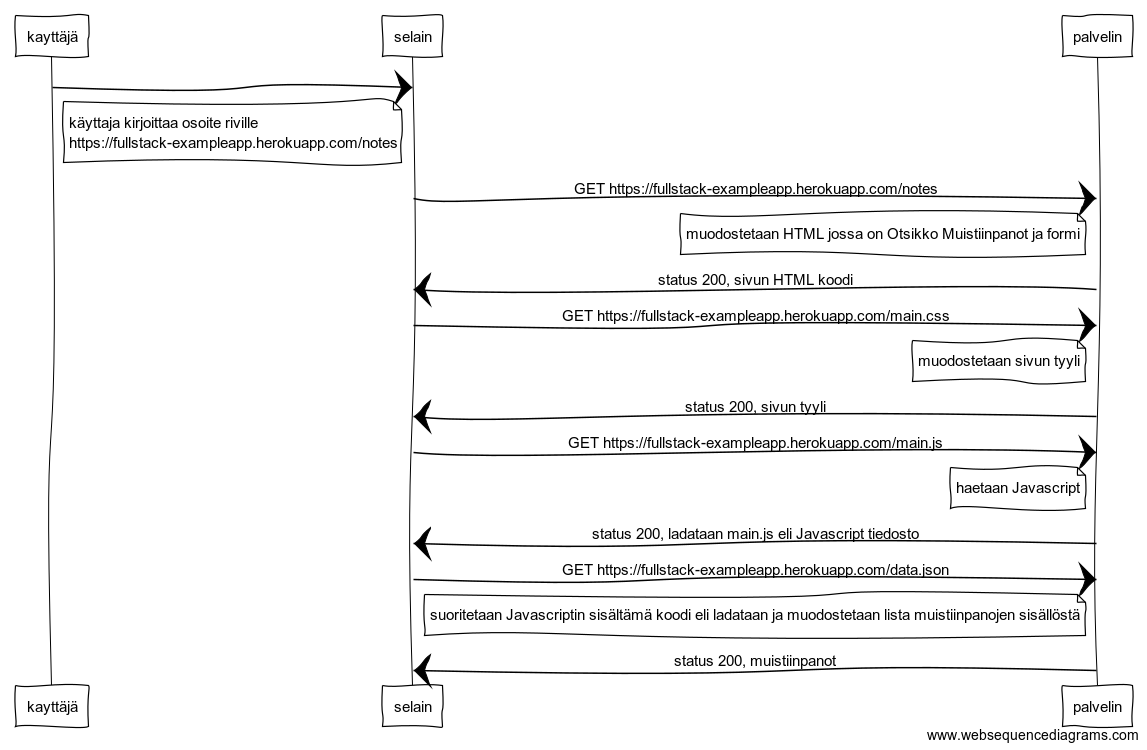 kayttäjä
selain
palvelin
käyttaja kirjoittaa osoite riville
https://fullstack-exampleapp.herokuapp.com/notes
GET https://fullstack-exampleapp.herokuapp.com/notes
muodostetaan HTML jossa on Otsikko Muistiinpanot ja formi
status 200, sivun HTML koodi
GET https://fullstack-exampleapp.herokuapp.com/main.css
muodostetaan sivun tyyli
status 200, sivun tyyli
GET https://fullstack-exampleapp.herokuapp.com/main.js
haetaan Javascript
status 200, ladataan main.js eli Javascript tiedosto
GET https://fullstack-exampleapp.herokuapp.com/data.json
suoritetaan Javascriptin sisältämä koodi eli ladataan ja muodostetaan lista muistiinpanojen sisällöstä
status 200, muistiinpanot
kayttäjä
selain
palvelin
www.websequencediagrams.com